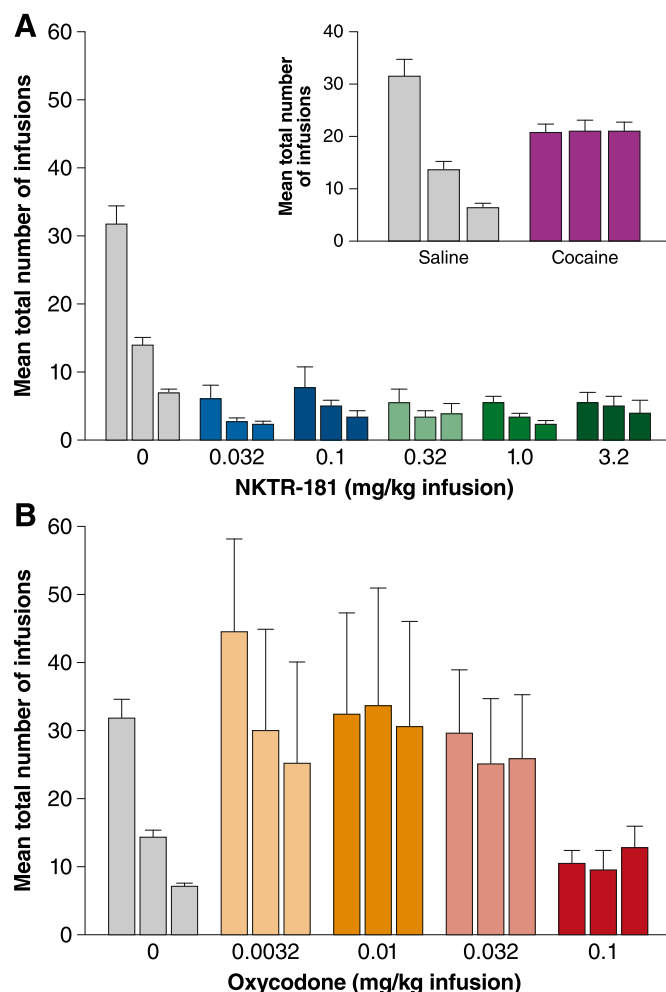 A
Mean total number of infusions
60
50
40
30
20
10
0
0 0.032 0.1 0.32 1.0 3.2
NKTR-181 (mg/kg infusion)
Mean total number
of infusions
40
30
20
10
0
Saline Cocaine
B
Mean total number of infusions
60
50
40
30
20
10
0
0 0.0032 0.01 0.032 0.1
Oxycodone (mg/kg infusion)